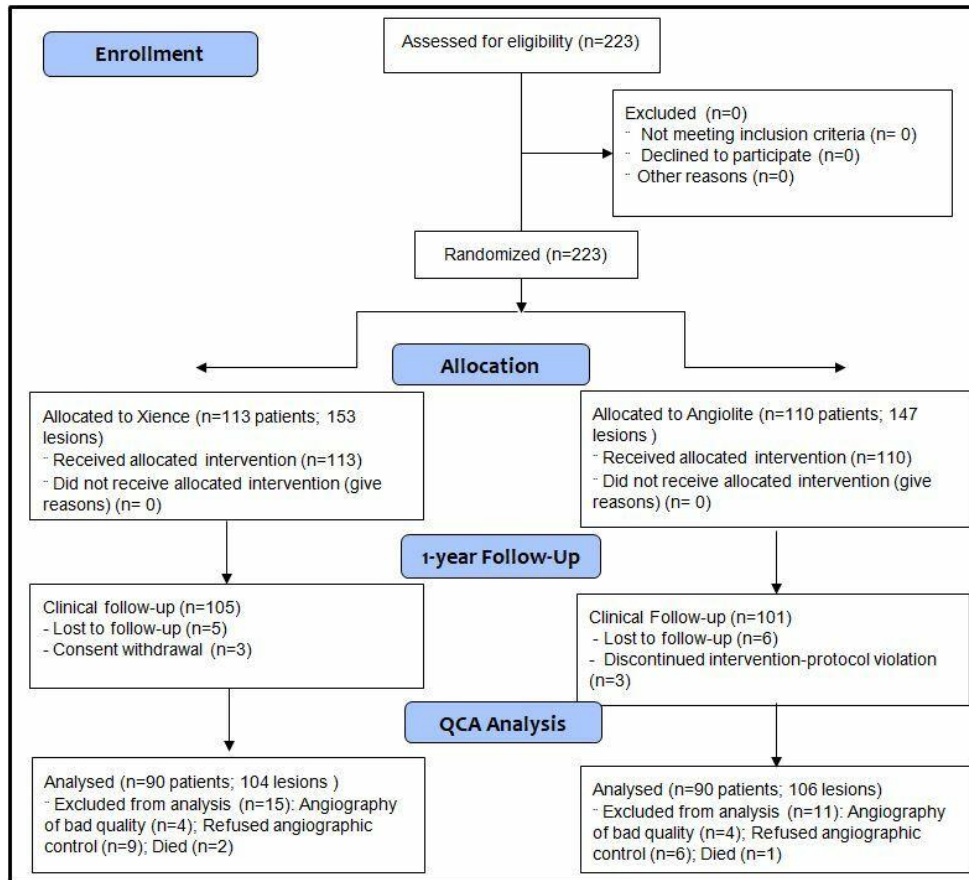 Enrollment
Assessed for eligibility (n=223)
Excluded (n=0)
¨ Not meeting inclusion criteria (n= 0)
¨ Declined to participate (n=0)
¨ Other reasons (n=0)
Randomized (n=223)
Allocation
Allocated to Xience (n=113 patients; 153
lesions)
¨ Received allocated intervention (n=113)
¨ Did not receive allocated intervention (give
reasons) (n= 0)
Allocated to Angiolite (n=110 patients; 147
lesions )
¨ Received allocated intervention (n=110)
¨ Did not receive allocated intervention (give
reasons) (n= 0)
1-year Follow-Up
Clinical follow-up (n=105)
- Lost to follow-up (n=5)
- Consent withdrawal (n=3)
Clinical Follow-up (n=101)
- Lost to follow-up (n=6)
- Discontinued intervention-protocol violation
(n=3)
QCA Analysis
Analysed (n=90 patients; 104 lesions )
¨ Excluded from analysis (n=15): Angiography
of bad quality (n=4); Refused angiographic
control (n=9); Died (n=2)
Analysed (n=90 patients; 106 lesions)
¨ Excluded from analysis (n=11): Angiography
of bad quality (n=4); Refused angiographic
control (n=6); Died (n=1)